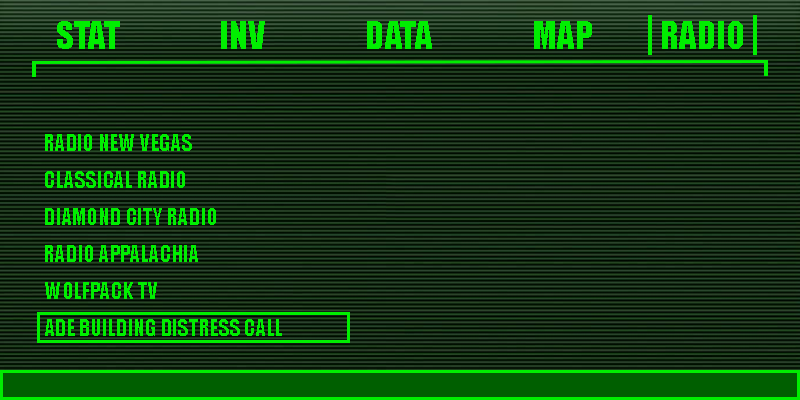 STAT INV DATA MAP RADIO
RADIO NEW VEGAS
CLASSICAL RADIO
DIAMOND CITY RADIO
RADIO APPALACHIA
WOLFPACK TV
ADE BUILDING DISTRESS CALL